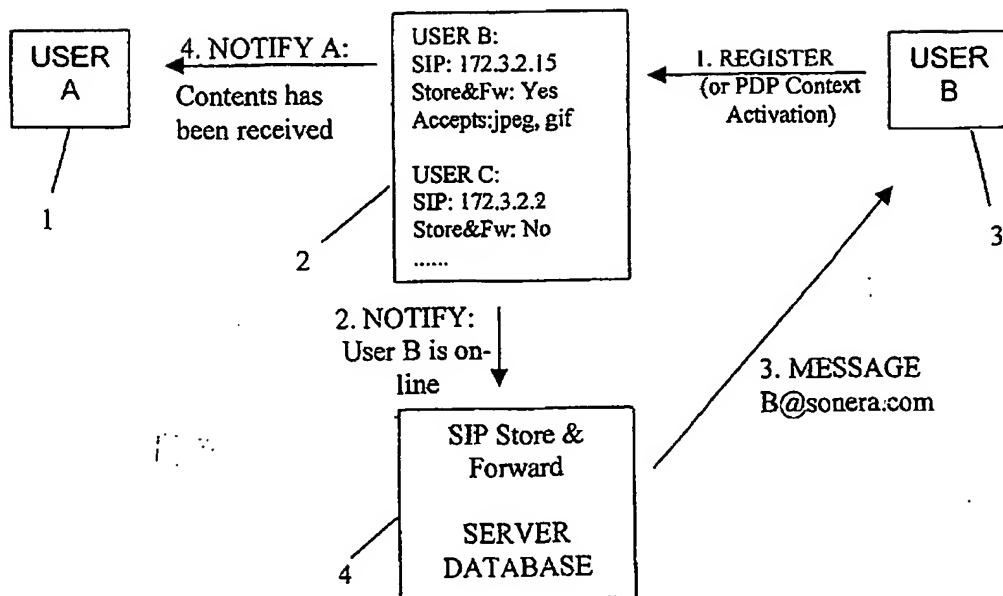 USER
A
1
4. NOTIFY A:
Contents has
been received
USER B:
SIP: 172.3.2.15
Store&Fw: Yes
Accepts:jpeg, gif
USER C:
SIP: 172.3.2.2
Store&Fw: No
......
2
1. REGISTER
(or PDP Context
Activation)
USER
B
3
2. NOTIFY:
User B is on-
line
3. MESSAGE
B@sonera.com
SIP Store &
Forward
SERVER
DATABASE
4